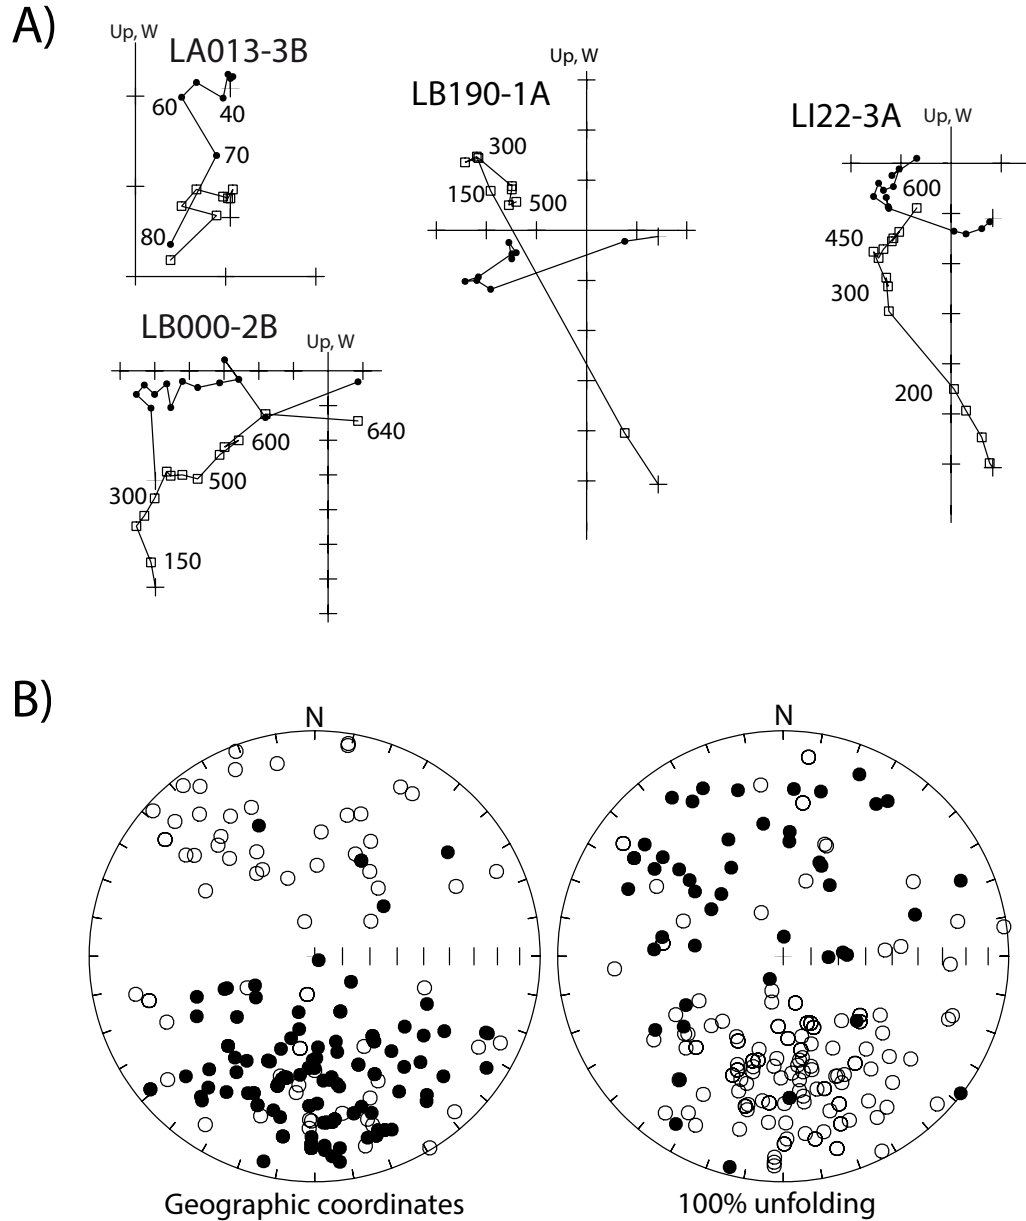 A)
Up, W
LA013-3B
60
40
70
80
Up, W
LB190-1A
300
150
500
LI22-3A
Up, W
600
450
300
200
LB000-2B
Up, W
640
600
500
300
150
B)
N
N
Geographic coordinates
100% unfolding